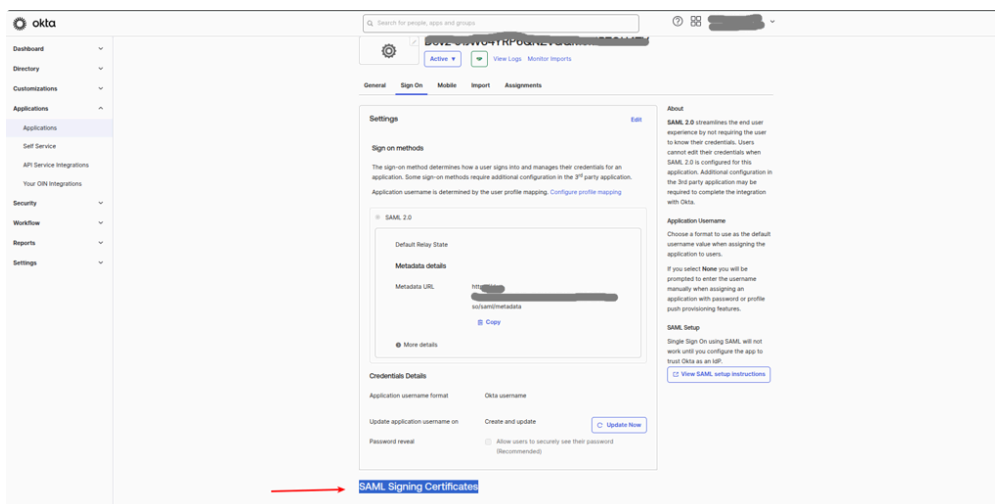 okta
Search for people, apps and groups
Dashboard
Directory
Customizations
Applications
Applications
Self Service
API Service Integrations
Your OIN Integrations
Security
Workflow
Reports
Settings
Active ▼
View Logs Monitor Imports
General Sign On Mobile Import Assignments
Settings Edit
Sign on methods
The sign-on method determines how a user signs into and manages their credentials for an
application. Some sign-on methods require additional configuration in the 3rd party application.
Application username is determined by the user profile mapping. Configure profile mapping
SAML 2.0
Default Relay State
Metadata details
Metadata URL
so/saml/metadata
Copy
More details
Credentials Details
Application username format Okta username
Update application username on Create and update Update Now
Password reveal Allow users to securely see their password
(Recommended)
SAML Signing Certificates
About
SAML 2.0 streamlines the end user
experience by not requiring the user
to know their credentials. Users
cannot edit their credentials when
SAML 2.0 is configured for this
application. Additional configuration in
the 3rd party application may be
required to complete the integration
with Okta.
Application Username
Choose a format to use as the default
username value when assigning the
application to users.
If you select None you will be
prompted to enter the username
manually when assigning an
application with password or profile
push provisioning features.
SAML Setup
Single Sign On using SAML will not
work until you configure the app to
trust Okta as an IdP.
View SAML setup instructions